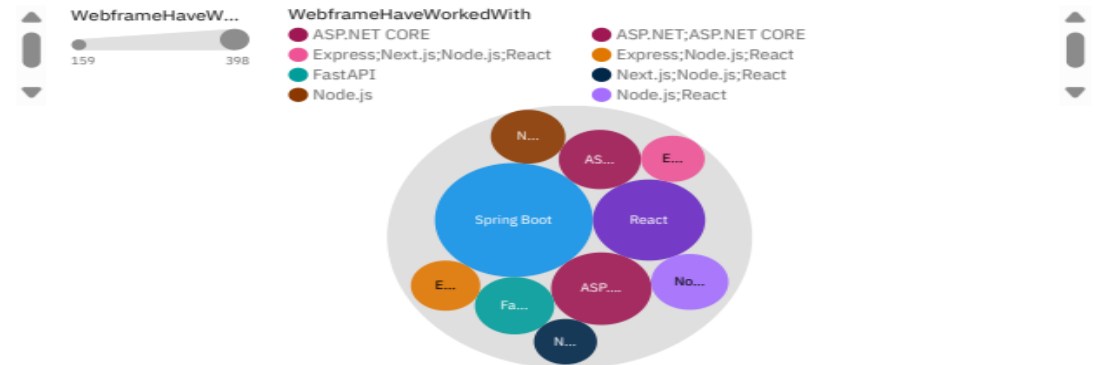 WebframeHaveW...
159 398
WebframeHaveWorkedWith
ASP.NET CORE ASP.NET;ASP.NET CORE
Express;Next.js;Node.js;React Express;Node.js;React
FastAPI Next.js;Node.js;React
Node.js Node.js;React
N...
AS...
E...
Spring Boot
React
E...
Fa...
ASP....
No...
N...